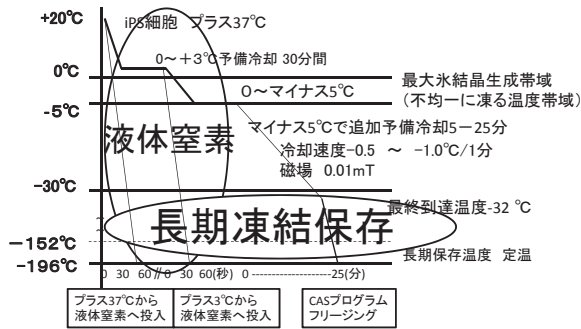 +20℃
iPS細胞 プラス37℃
0～+3℃予備冷却 30分間
0℃
最大氷結晶生成帯域
0～マイナス5℃
(不均一に凍る温度帯域)
-5℃
マイナス5℃で追加予備冷却5－25分
液体窒素
冷却速度-0.5 ～ -1.0℃/1分
磁場 0.01mT
-30℃
最終到達温度-32 ℃
長期凍結保存
－152℃
長期保存温度 定温
-196℃
0 30 60 // 0 30 60(秒) 0 --------------------25(分)
プラス37℃から
液体窒素へ投入
プラス3℃から
液体窒素へ投入
CASプログラム
フリージング